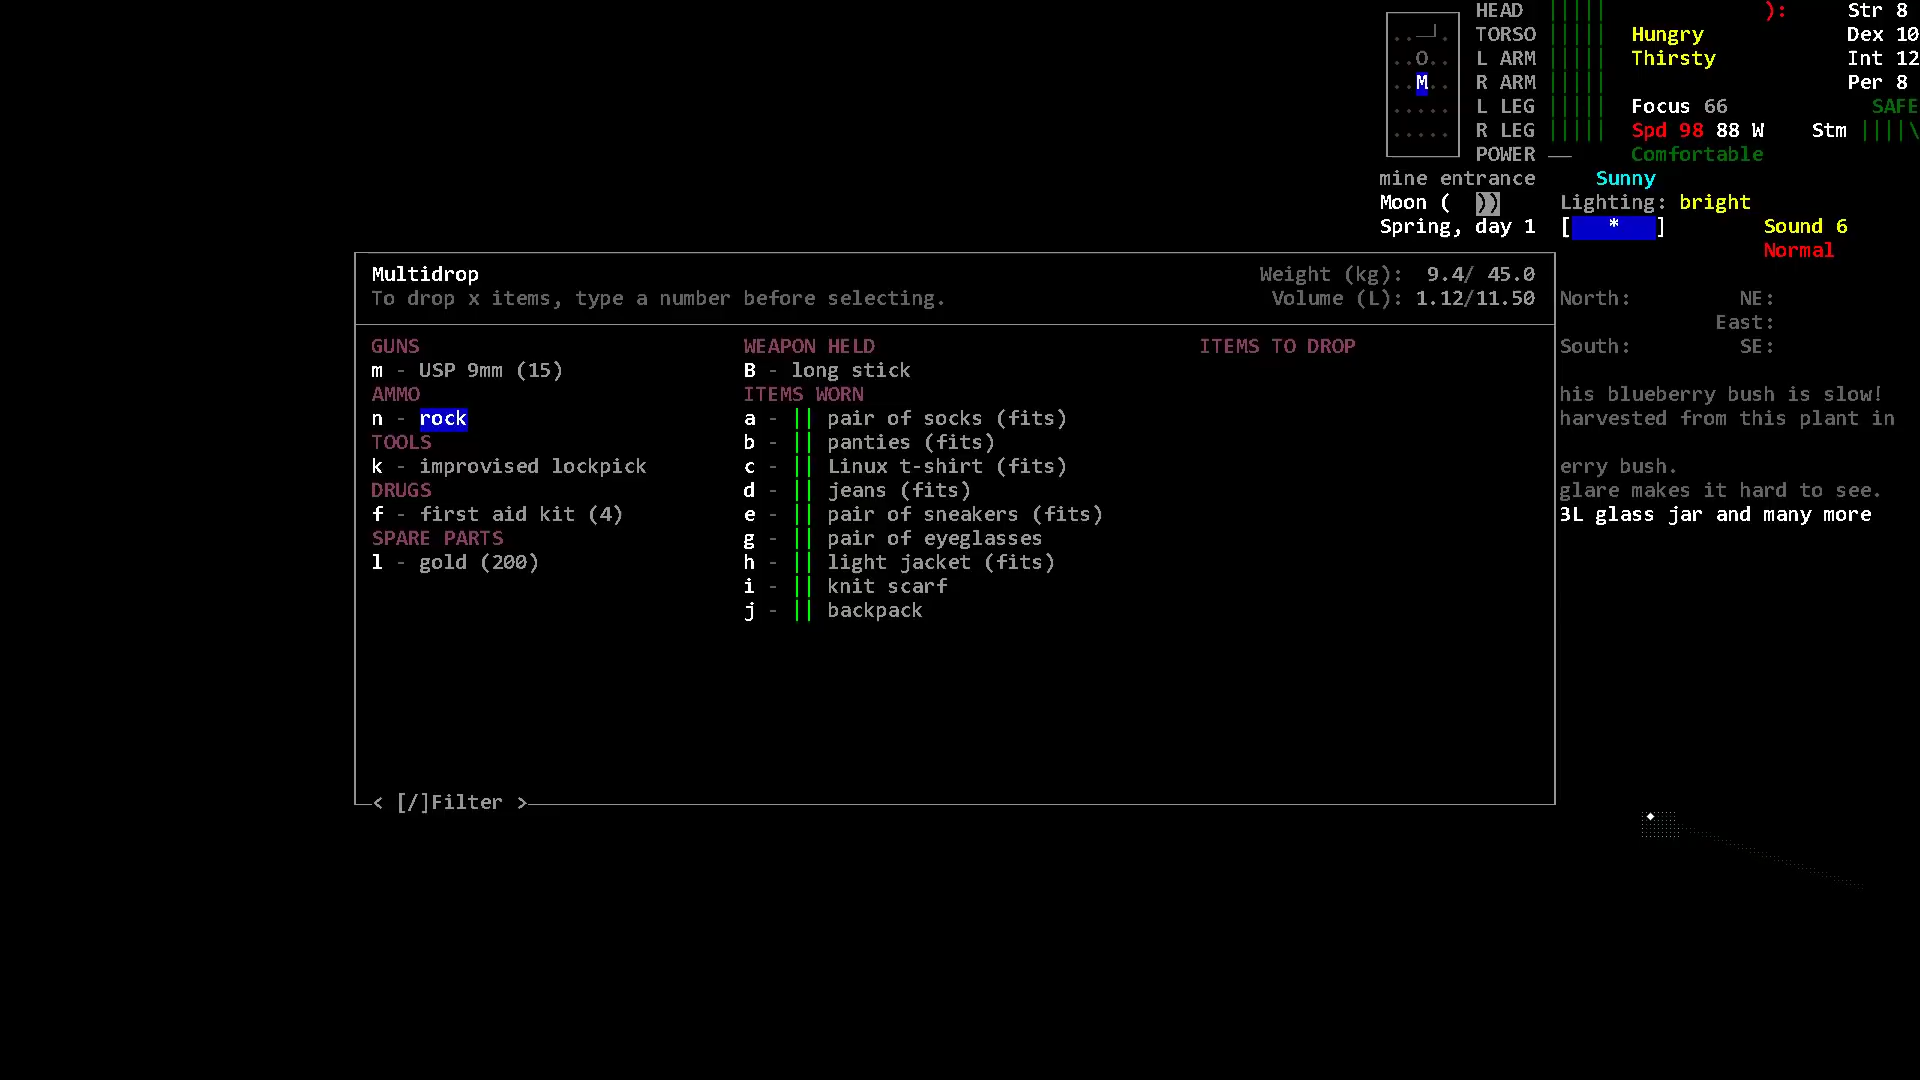 HEAD ): Str 8
. . _ . TORSO Hungry Dex 10
. . O . . L ARM Thirsty Int 12
. . M . . R ARM Per 8
. . . . . L LEG Focus 66 SAFE
. . . . . R LEG Spd 98 88 W Stm ||||\
POWER —
Comfortable
mine entrance Sunny
Moon ( )) Lighting: bright
Spring, day 1 [ * ] Sound 6
Normal
Multidrop Weight (kg): 9.4/ 45.0
To drop x items, type a number before selecting. Volume (L): 1.12/11.50
North: NE:
East:
South: SE:
GUNS
m - USP 9mm (15)
AMMO
n - rock
TOOLS
k - improvised lockpick
DRUGS
f - first aid kit (4)
SPARE PARTS
l - gold (200)
WEAPON HELD
B - long stick
ITEMS WORN
a - || pair of socks (fits)
b - || panties (fits)
c - || Linux t-shirt (fits)
d - || jeans (fits)
e - || pair of sneakers (fits)
g - || pair of eyeglasses
h - || light jacket (fits)
i - || knit scarf
j - || backpack
ITEMS TO DROP
his blueberry bush is slow!
harvested from this plant in
erry bush.
glare makes it hard to see.
3L glass jar and many more
< [/]Filter >